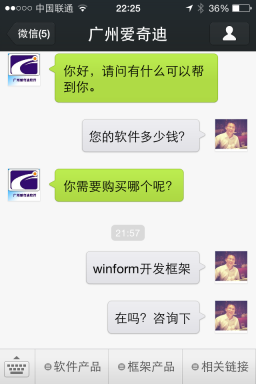 中国联通 22:25 36%
微信(5) 广州爱奇迪
你好，请问有什么可以帮
到你。
您的软件多少钱?
你需要购买哪个呢?
21:57
winform开发框架
在吗? 咨询下
软件产品 框架产品 相关链接